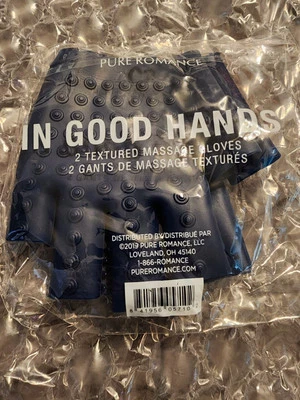 PURE ROMANCE
IN GOOD HANDS
2 TEXTURED MASSAGE GLOVES
2 GANTS DE MASSAGE TEXTURÉS
DISTRIBUTED BY/DISTRIBUÉ PAR
©2019 PURE ROMANCE, LLC
LOVELAND, OH 45140
1-866-ROMANCE
PUREROMANCE.COM